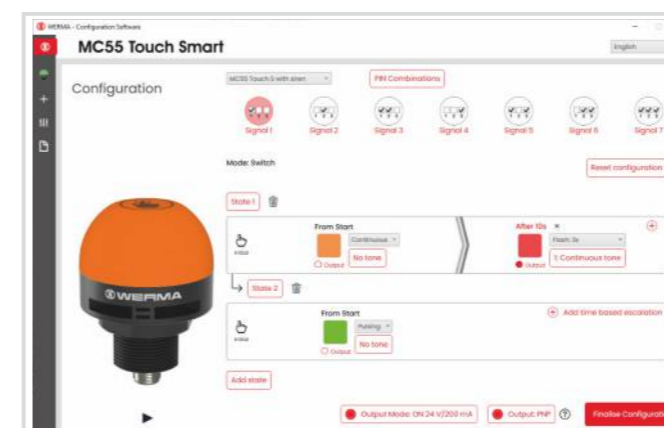 WERMA - Configuration Software
MC55 Touch Smart
English
Configuration
MC55 Touch S with siren
PIN Combinations
Signal 1
Signal 2
Signal 3
Signal 4
Signal 5
Signal 6
Signal 7
Mode: Switch
Reset configuration
State 1
From Start
Continuous
No tone
Output
Initial
After 10s
Flash: 3x
1: Continuous tone
Output
State 2
From Start
Pulsing
No tone
Output
Initial
Add time based escalation
WERMA
Add state
Output Mode: ON 24 V/200 mA
Output: PNP
Finalise Configurati